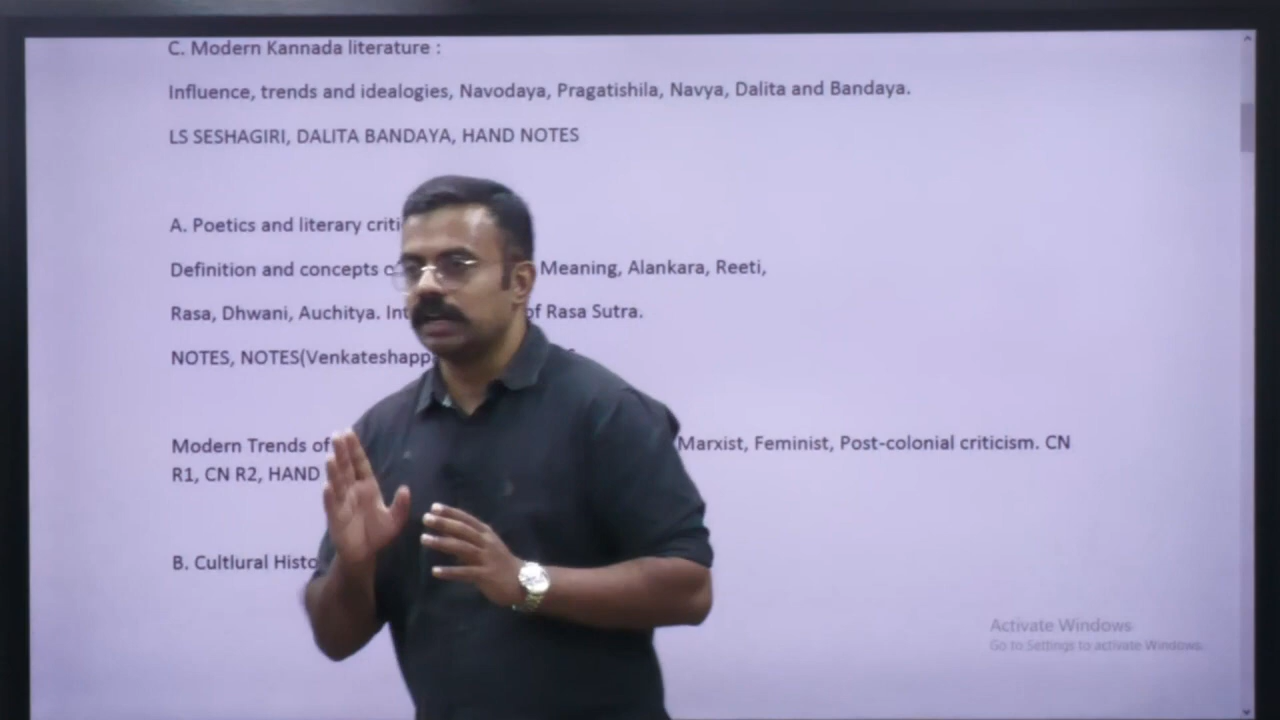 C. Modern Kannada literature :
Influence, trends and idealogies, Navodaya, Pragatishila, Navya, Dalita and Bandaya.
LS SESHAGIRI, DALITA BANDAYA, HAND NOTES
A. Poetics and literary criti
Definition and concepts Meaning, Alankara, Reeti,
Rasa, Dhwani, Auchitya. Int of Rasa Sutra.
NOTES, NOTES(Venkateshapp
Modern Trends of Marxist, Feminist, Post-colonial criticism. CN
R1, CN R2, HAND
B. Cultlural Histo
Activate Windows
Go to Settings to activate Windows.